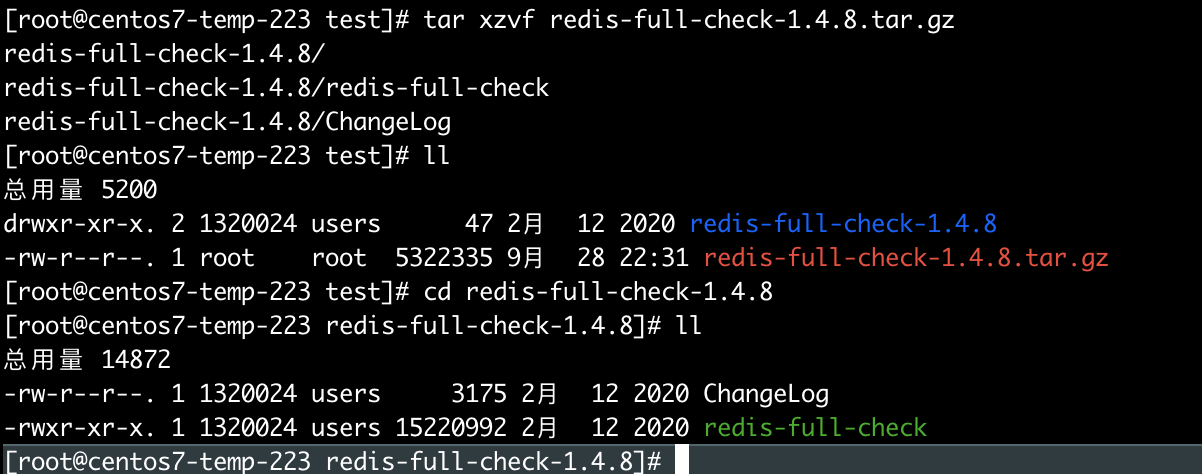 [root@centos7-temp-223 test]# tar xzvf redis-full-check-1.4.8.tar.gz
redis-full-check-1.4.8/
redis-full-check-1.4.8/redis-full-check
redis-full-check-1.4.8/ChangeLog
[root@centos7-temp-223 test]# ll
总用量 5200
drwxr-xr-x. 2 1320024 users      47 2月  12 2020 redis-full-check-1.4.8
-rw-r--r--. 1 root    root  5322335 9月  28 22:31 redis-full-check-1.4.8.tar.gz
[root@centos7-temp-223 test]# cd redis-full-check-1.4.8
[root@centos7-temp-223 redis-full-check-1.4.8]# ll
总用量 14872
-rw-r--r--. 1 1320024 users     3175 2月  12 2020 ChangeLog
-rwxr-xr-x. 1 1320024 users 15220992 2月  12 2020 redis-full-check
[root@centos7-temp-223 redis-full-check-1.4.8]#